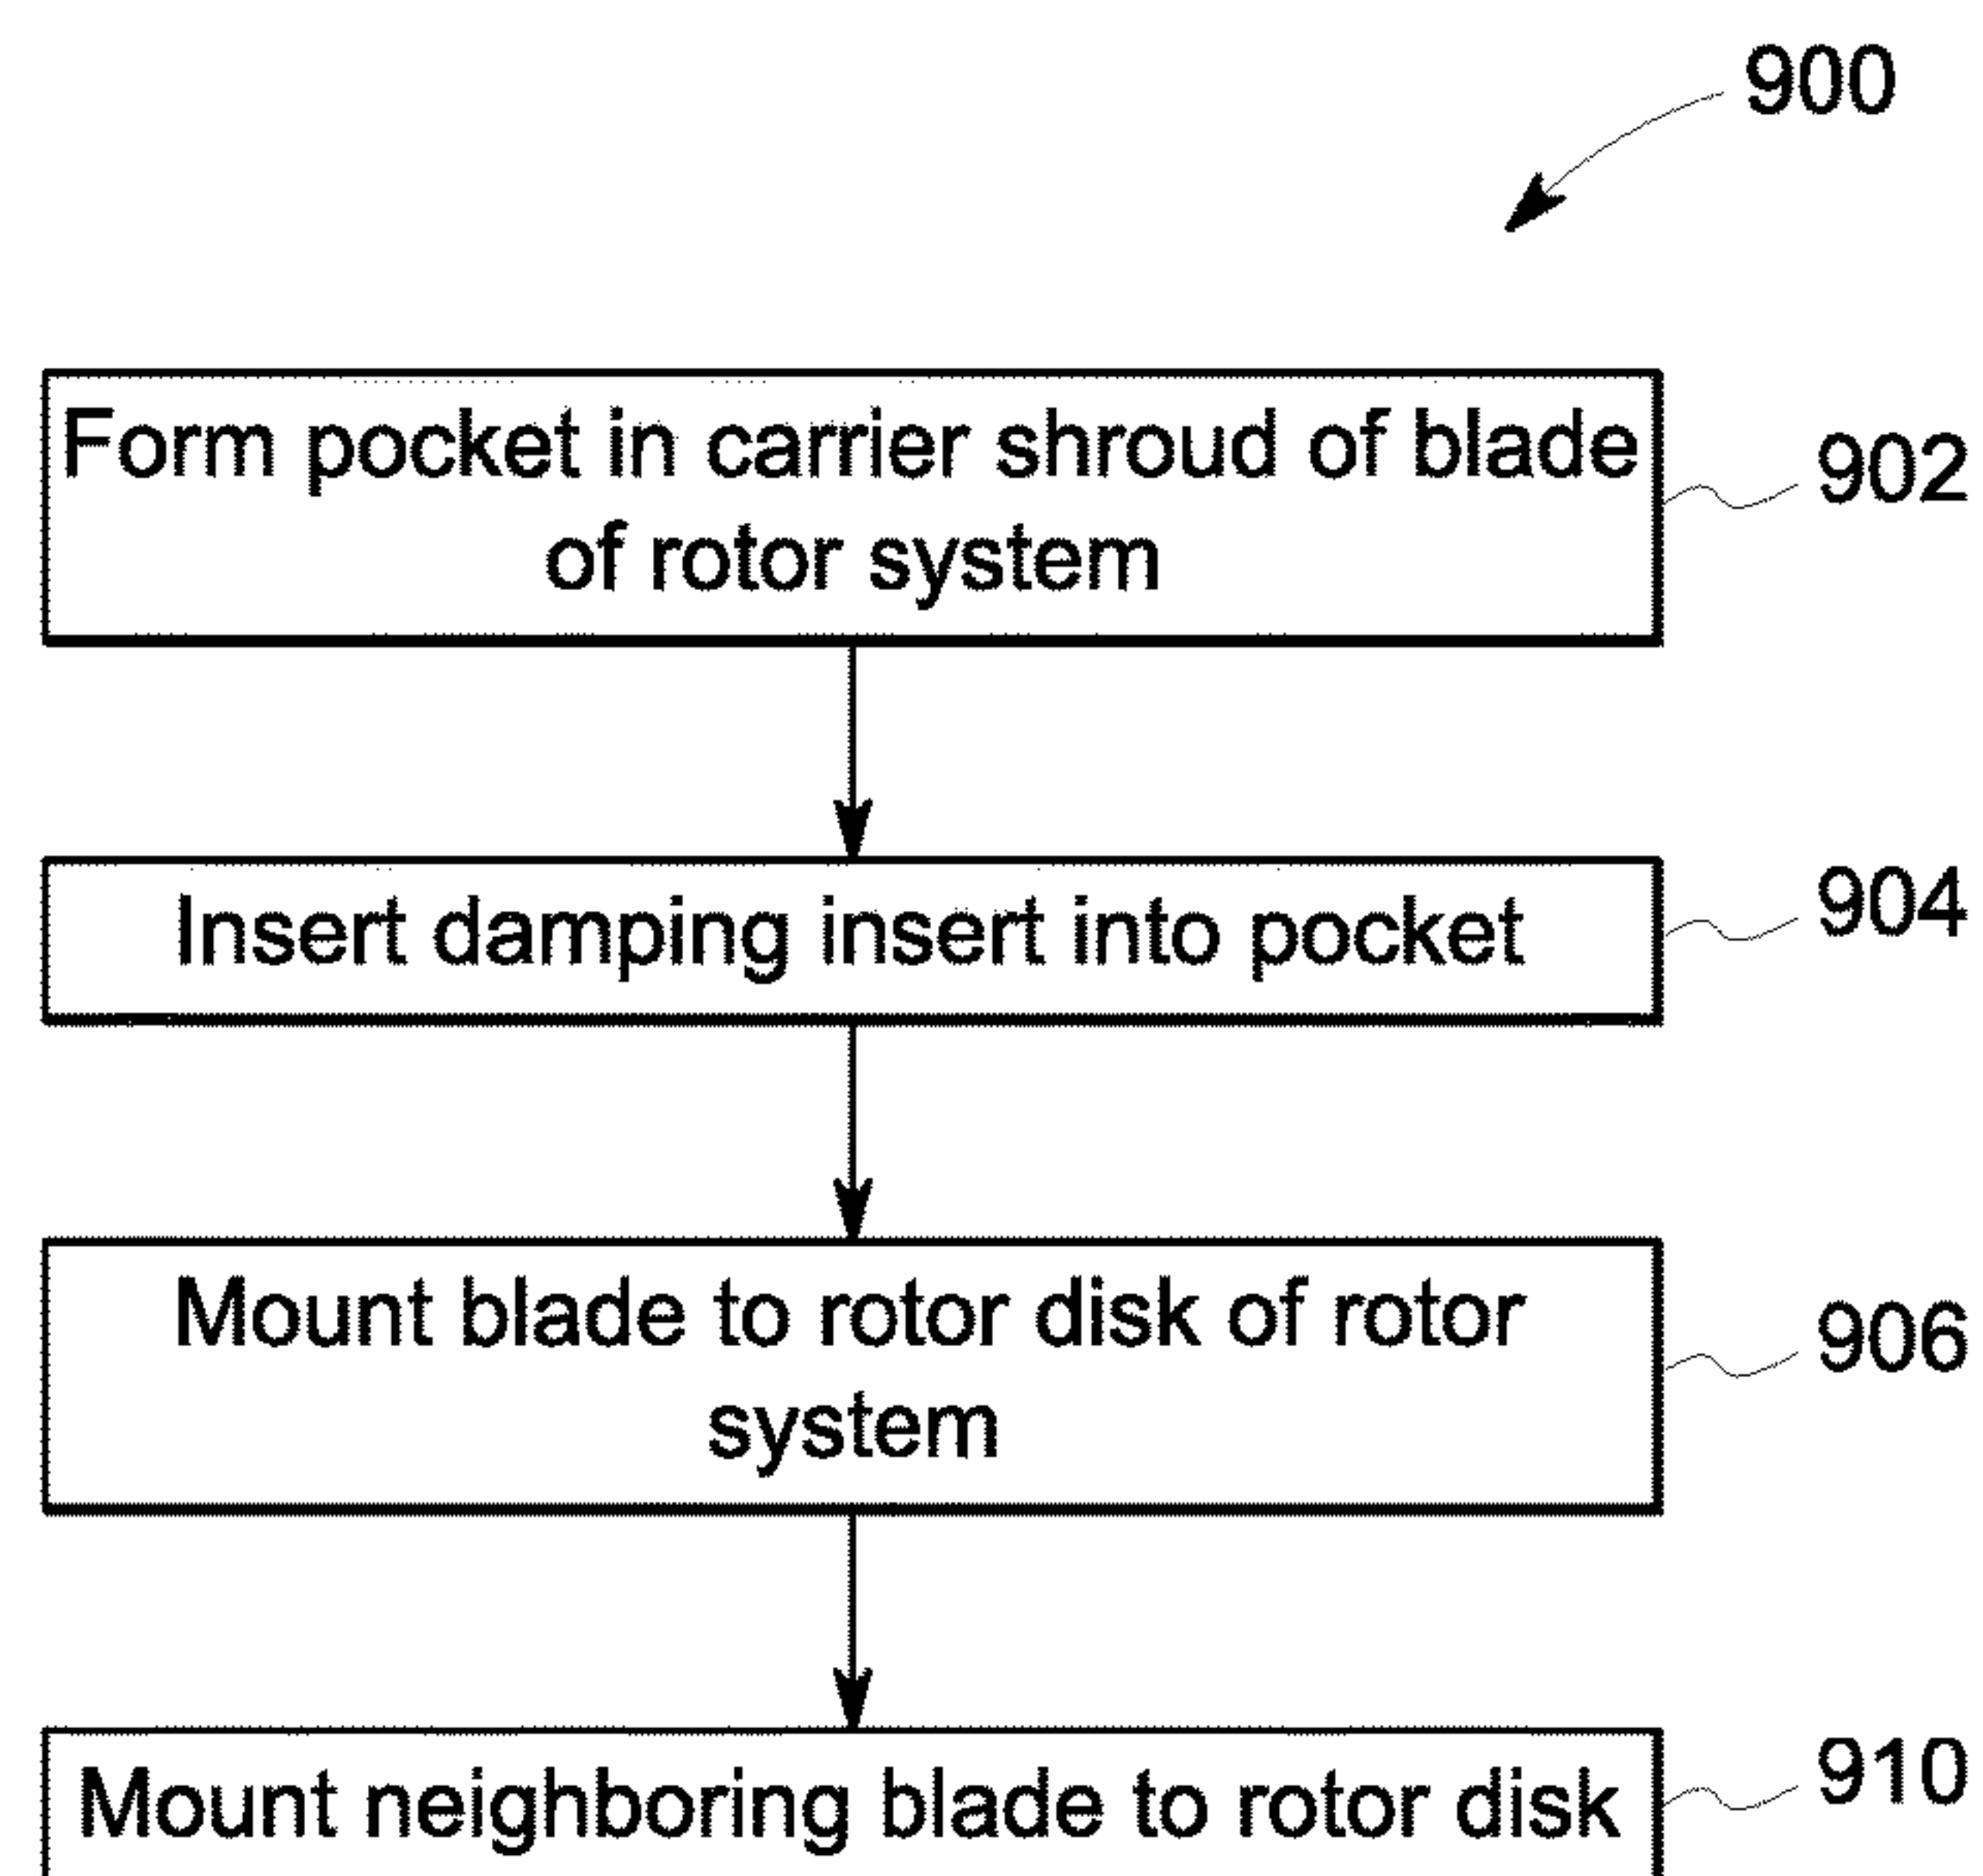 900
Form pocket in carrier shroud of blade
of rotor system
902
Insert damping insert into pocket
904
Mount blade to rotor disk of rotor
system
906
Mount neighboring blade to rotor disk
910